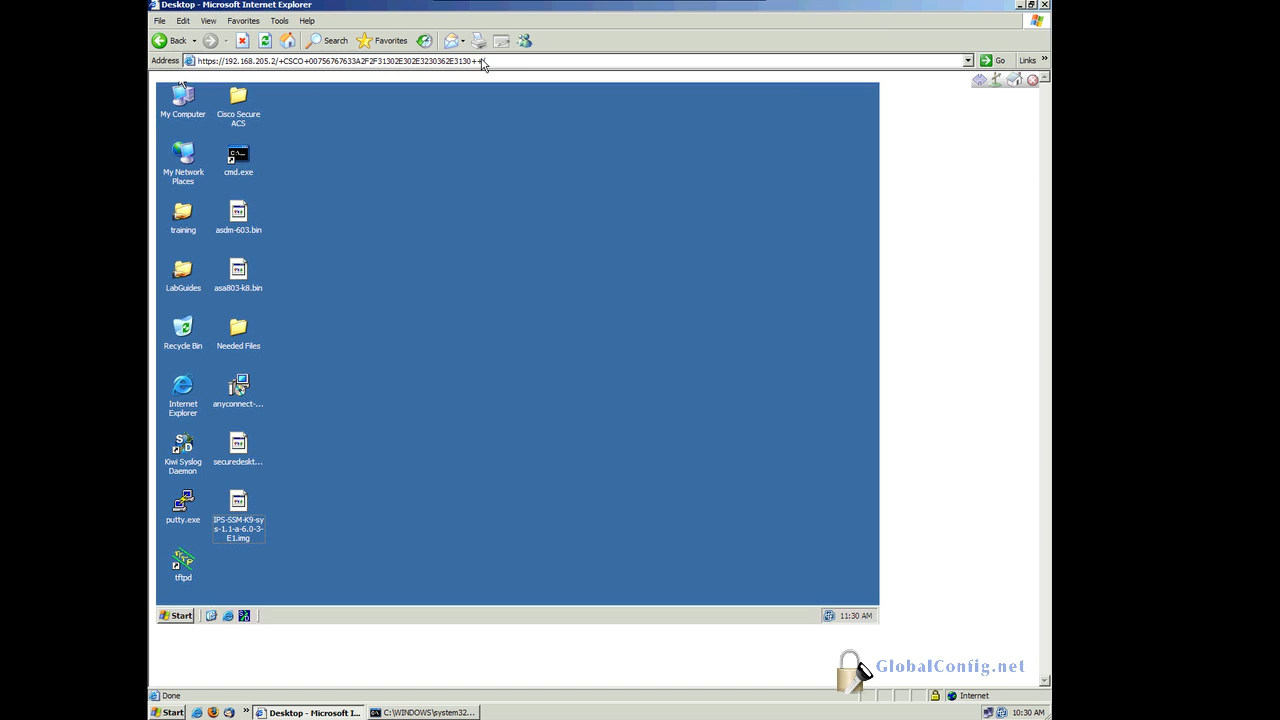 Desktop - Microsoft Internet Explorer
File Edit View Favorites Tools Help
Back Search Favorites
Address https://192.168.205.2/+CSCO+00756767633A2F2F31302E302E3230362E3130++/ Go Links »
My Computer
Cisco Secure
ACS
My Network
Places
cmd.exe
training
asdm-603.bin
LabGuides
asa803-k8.bin
Recycle Bin
Needed Files
Internet
Explorer
anyconnect-...
Kiwi Syslog
Daemon
securedeskt...
putty.exe
IPS-SSM-K9-sy
s-1.1-a-6.0-3-
E1.img
tftpd
Start 11:30 AM
GlobalConfig.net
Done Internet
Start » Desktop - Microsoft I... C:\WINDOWS\system32... 10:30 AM